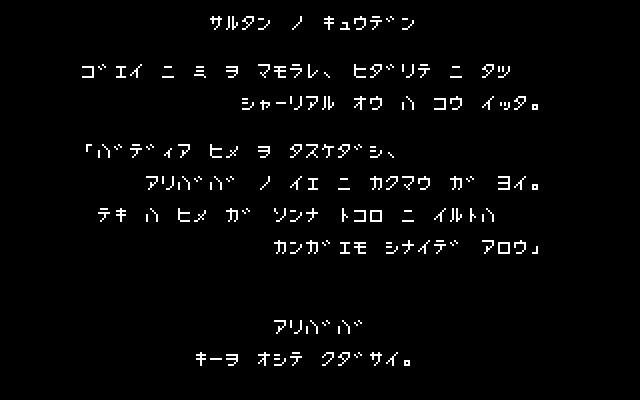 サルタン ノ キュウデン
ゴエイ ニ ミ ヲ マモラレ、 ヒダリテ ニ タツ
シャーリアル オウ ハ コウ イッタ。
「バディア ヒメ ヲ タスケダシ、
アリババ ノ イエ ニ カクマウ ガ ヨイ。
テキ ハ ヒメ ガ ソンナ トコロ ニ イルトハ
カンガエモ シナイデ アロウ」
アリババ
キーヲ オシテ クダサイ。